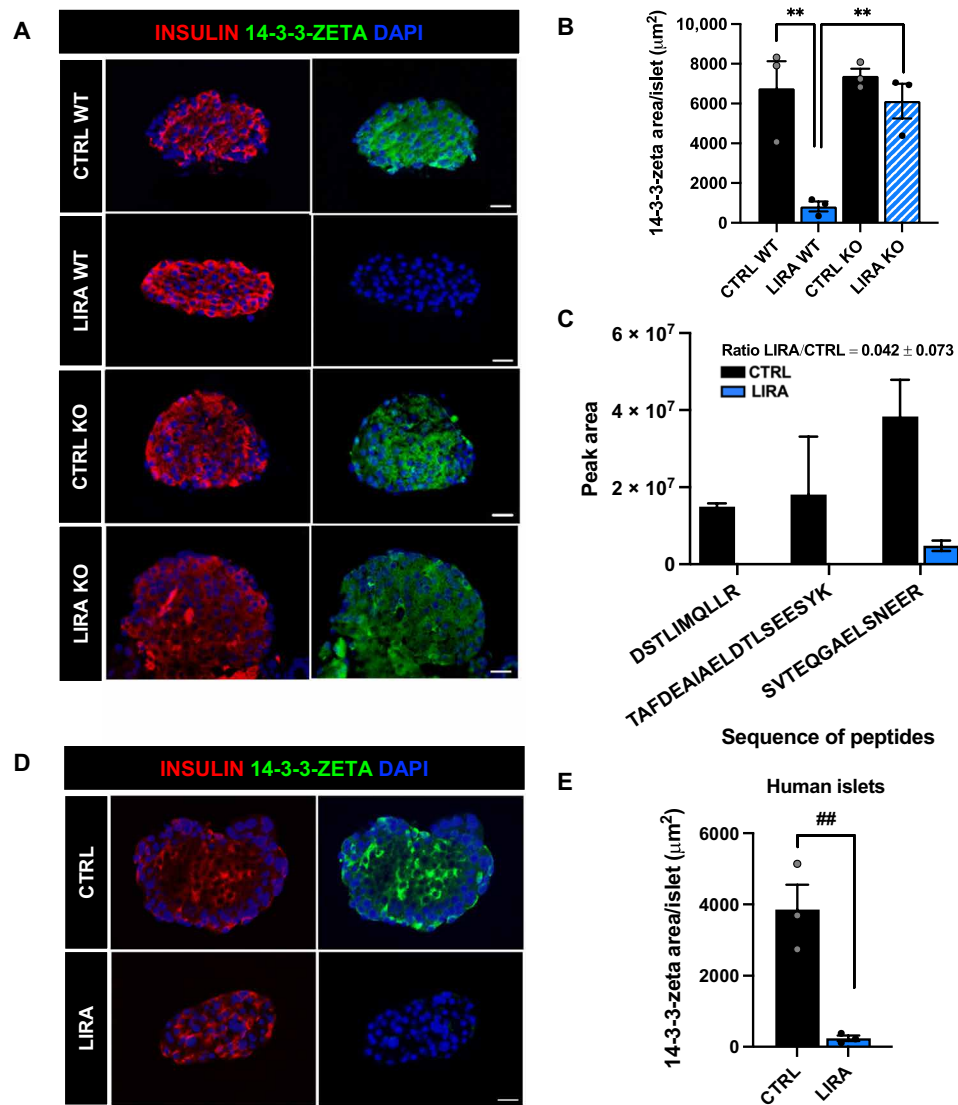 A
INSULIN 14-3-3-ZETA DAPI
CTRL WT
LIRA WT
CTRL KO
LIRA KO
B
**
**
14-3-3-zeta area/islet (μm²)
10,000
8000
6000
4000
2000
0
CTRL WT
LIRA WT
CTRL KO
LIRA KO
C
Ratio LIRA/CTRL = 0.042 ± 0.073
CTRL
LIRA
Peak area
6 × 10⁷
4 × 10⁷
2 × 10⁷
0
DSTLIMQLLR
TAFDEAIAELDTLSEESYK
SVTEQGAELSNEER
Sequence of peptides
D
INSULIN 14-3-3-ZETA DAPI
CTRL
LIRA
E
Human islets
##
14-3-3-zeta area/islet (μm²)
6000
4000
2000
0
CTRL
LIRA